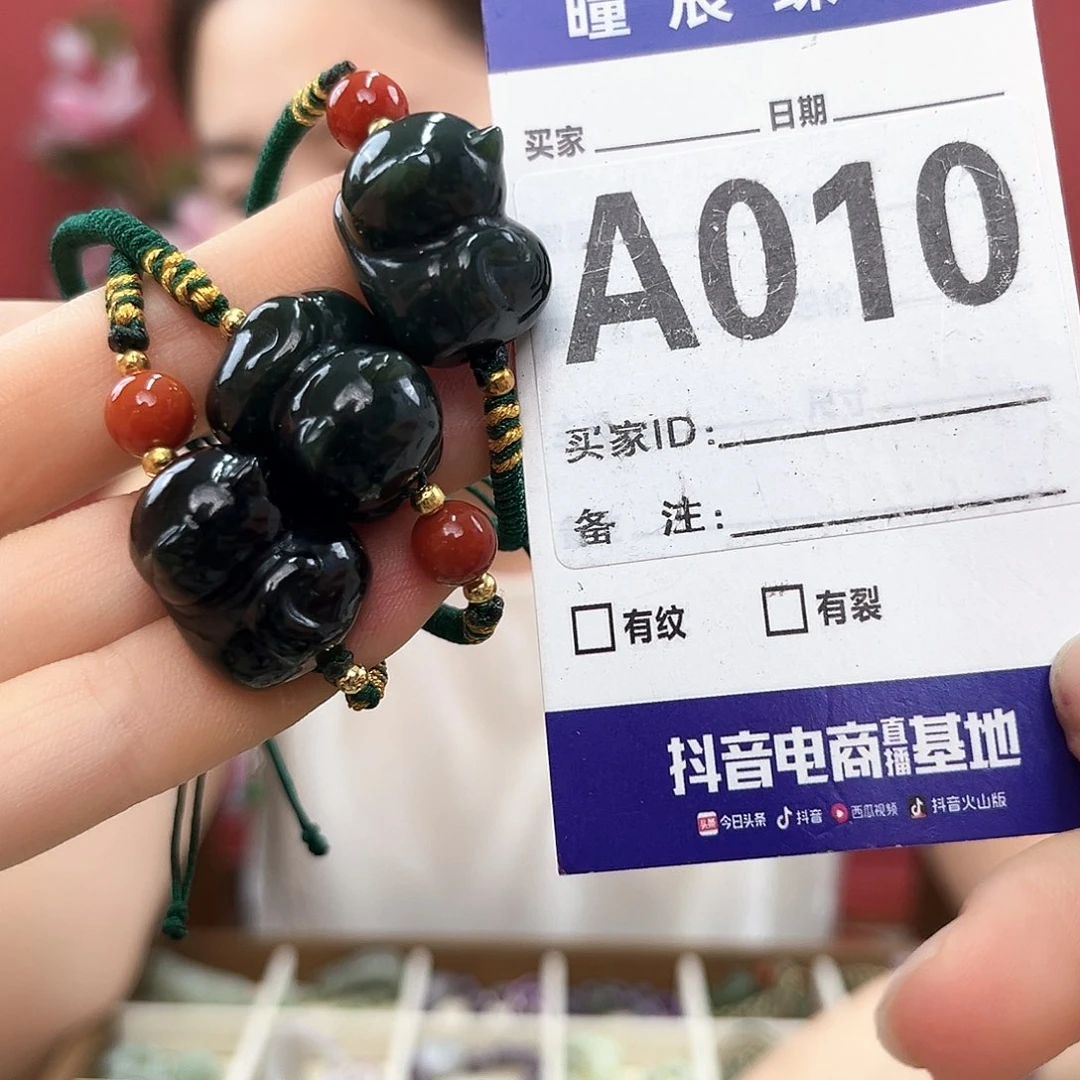 买家 日期
A010
买家ID:
备 注:
有纹 有裂
抖音电商直播基地
头条 今日头条 抖音 西瓜视频 抖音火山版